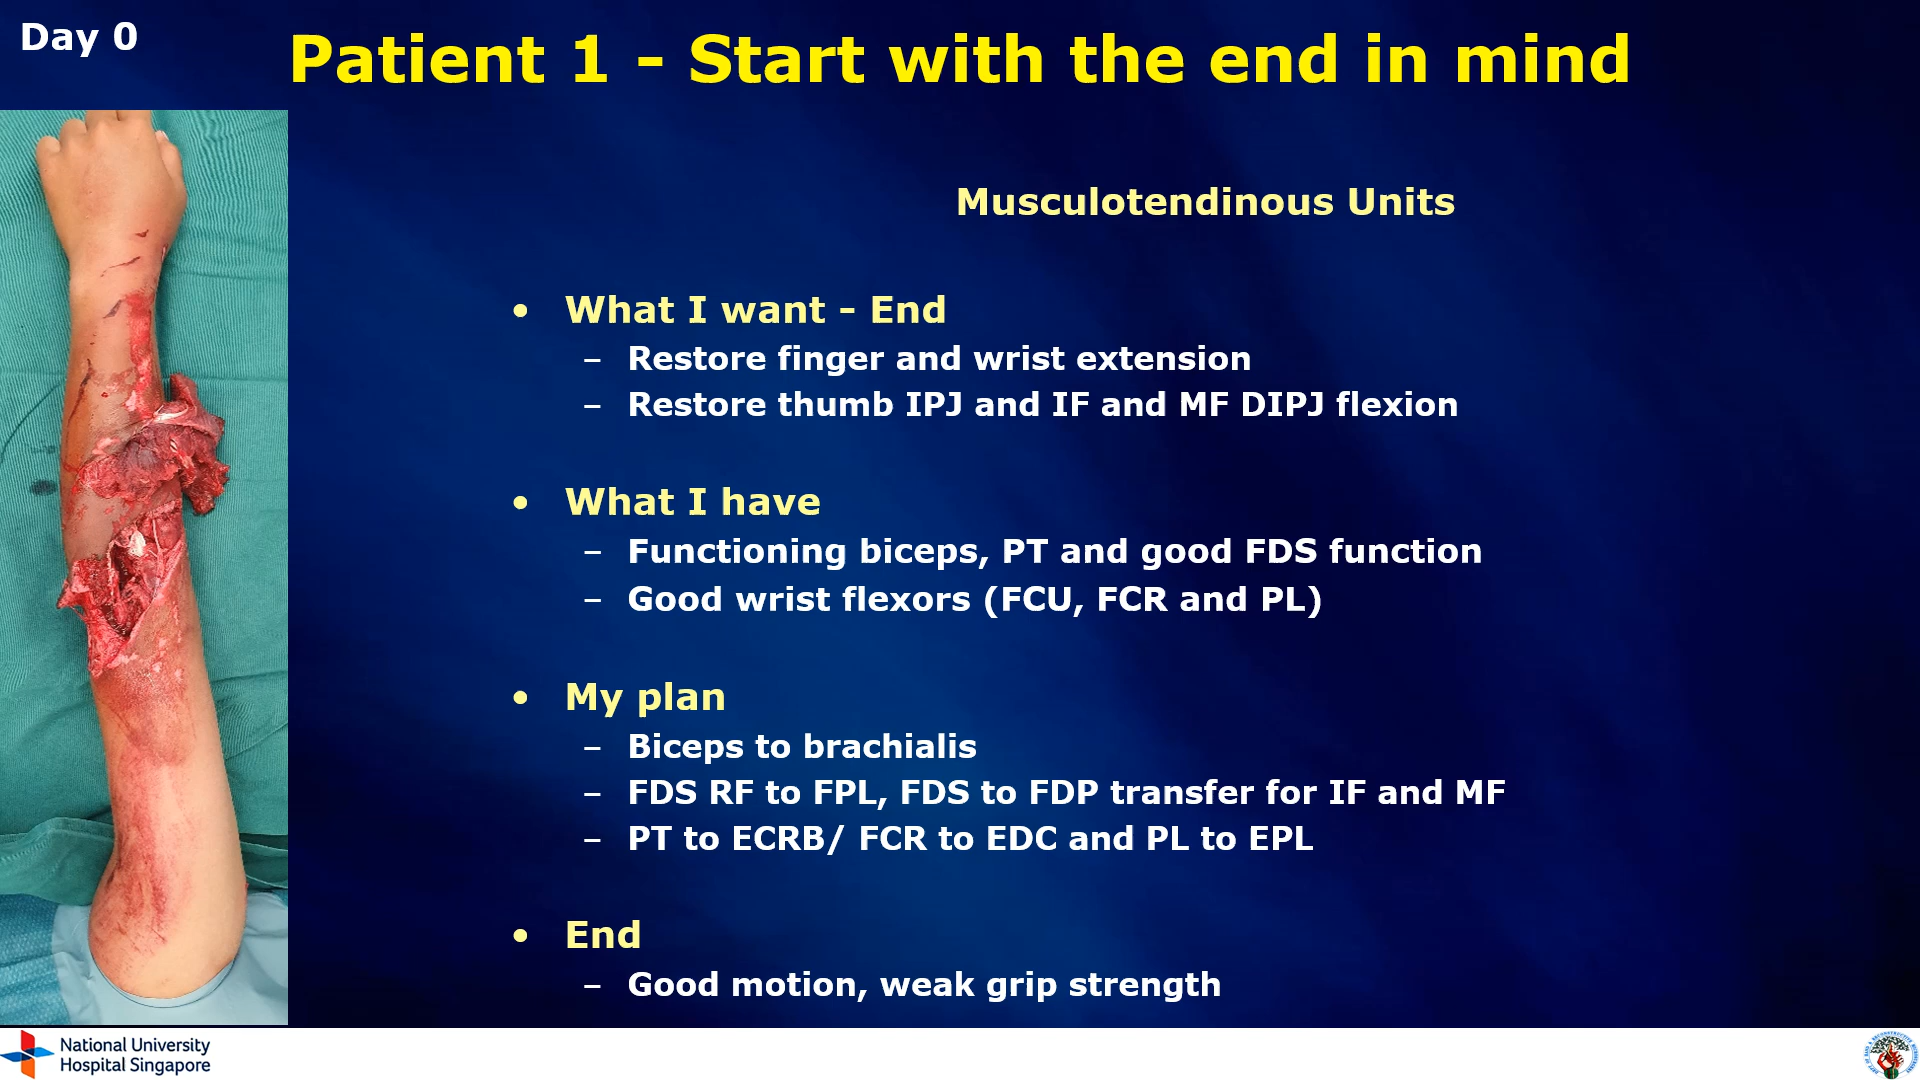 Day 0
Patient 1 - Start with the end in mind
Musculotendinous Units
• What I want - End
– Restore finger and wrist extension
– Restore thumb IPJ and IF and MF DIPJ flexion
• What I have
– Functioning biceps, PT and good FDS function
– Good wrist flexors (FCU, FCR and PL)
• My plan
– Biceps to brachialis
– FDS RF to FPL, FDS to FDP transfer for IF and MF
– PT to ECRB/ FCR to EDC and PL to EPL
• End
– Good motion, weak grip strength
National University
Hospital Singapore